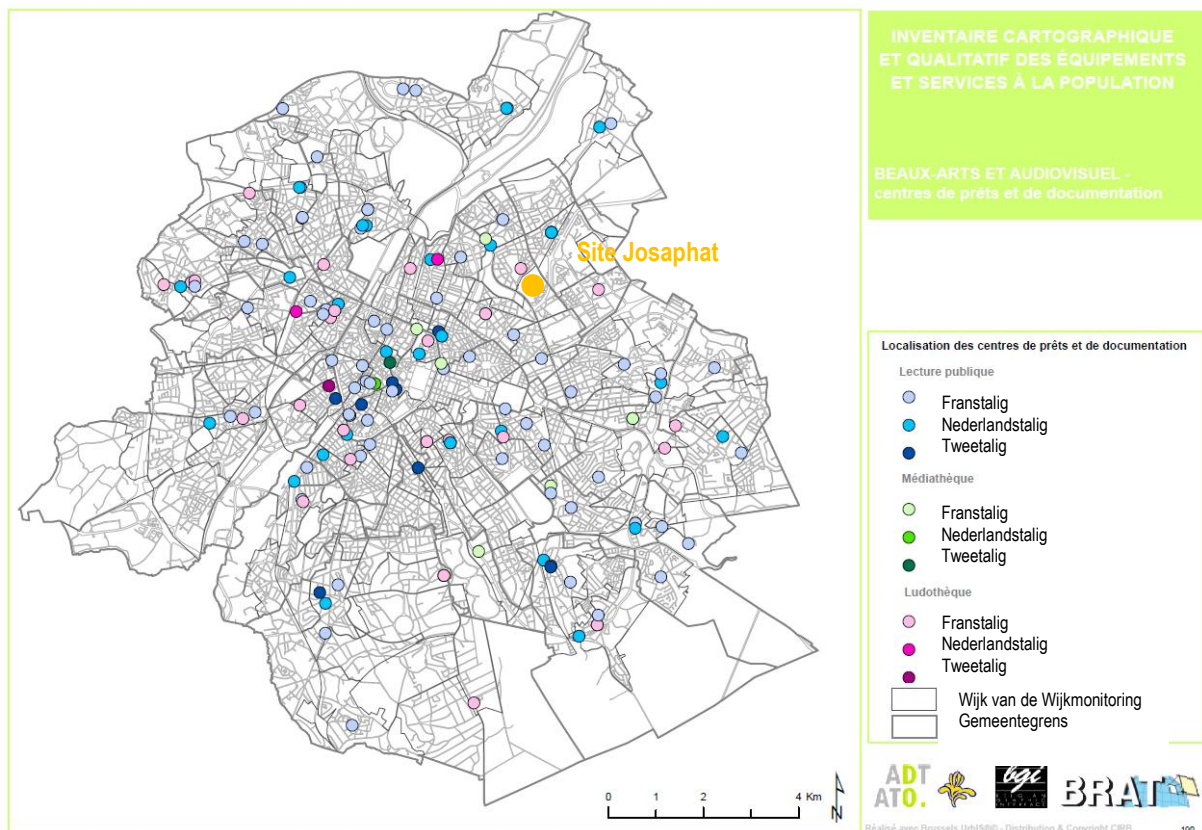 INVENTAIRE CARTOGRAPHIQUE
ET QUALITATIF DES ÉQUIPEMENTS
ET SERVICES À LA POPULATION
BEAUX-ARTS ET AUDIOVISUEL -
centres de prêts et de documentation
Site Josaphat
Localisation des centres de prêts et de documentation
Lecture publique
Franstalig
Nederlandstalig
Tweetalig
Médiathèque
Franstalig
Nederlandstalig
Tweetalig
Ludothèque
Franstalig
Nederlandstalig
Tweetalig
Wijk van de Wijkmonitoring
Gemeentegrens
0 1 2 4 Km
N
ADT
ATO.
bgi
BRAT
Réalisé avec Brussels UrbIS®© - Distribution & Copyright CIRB